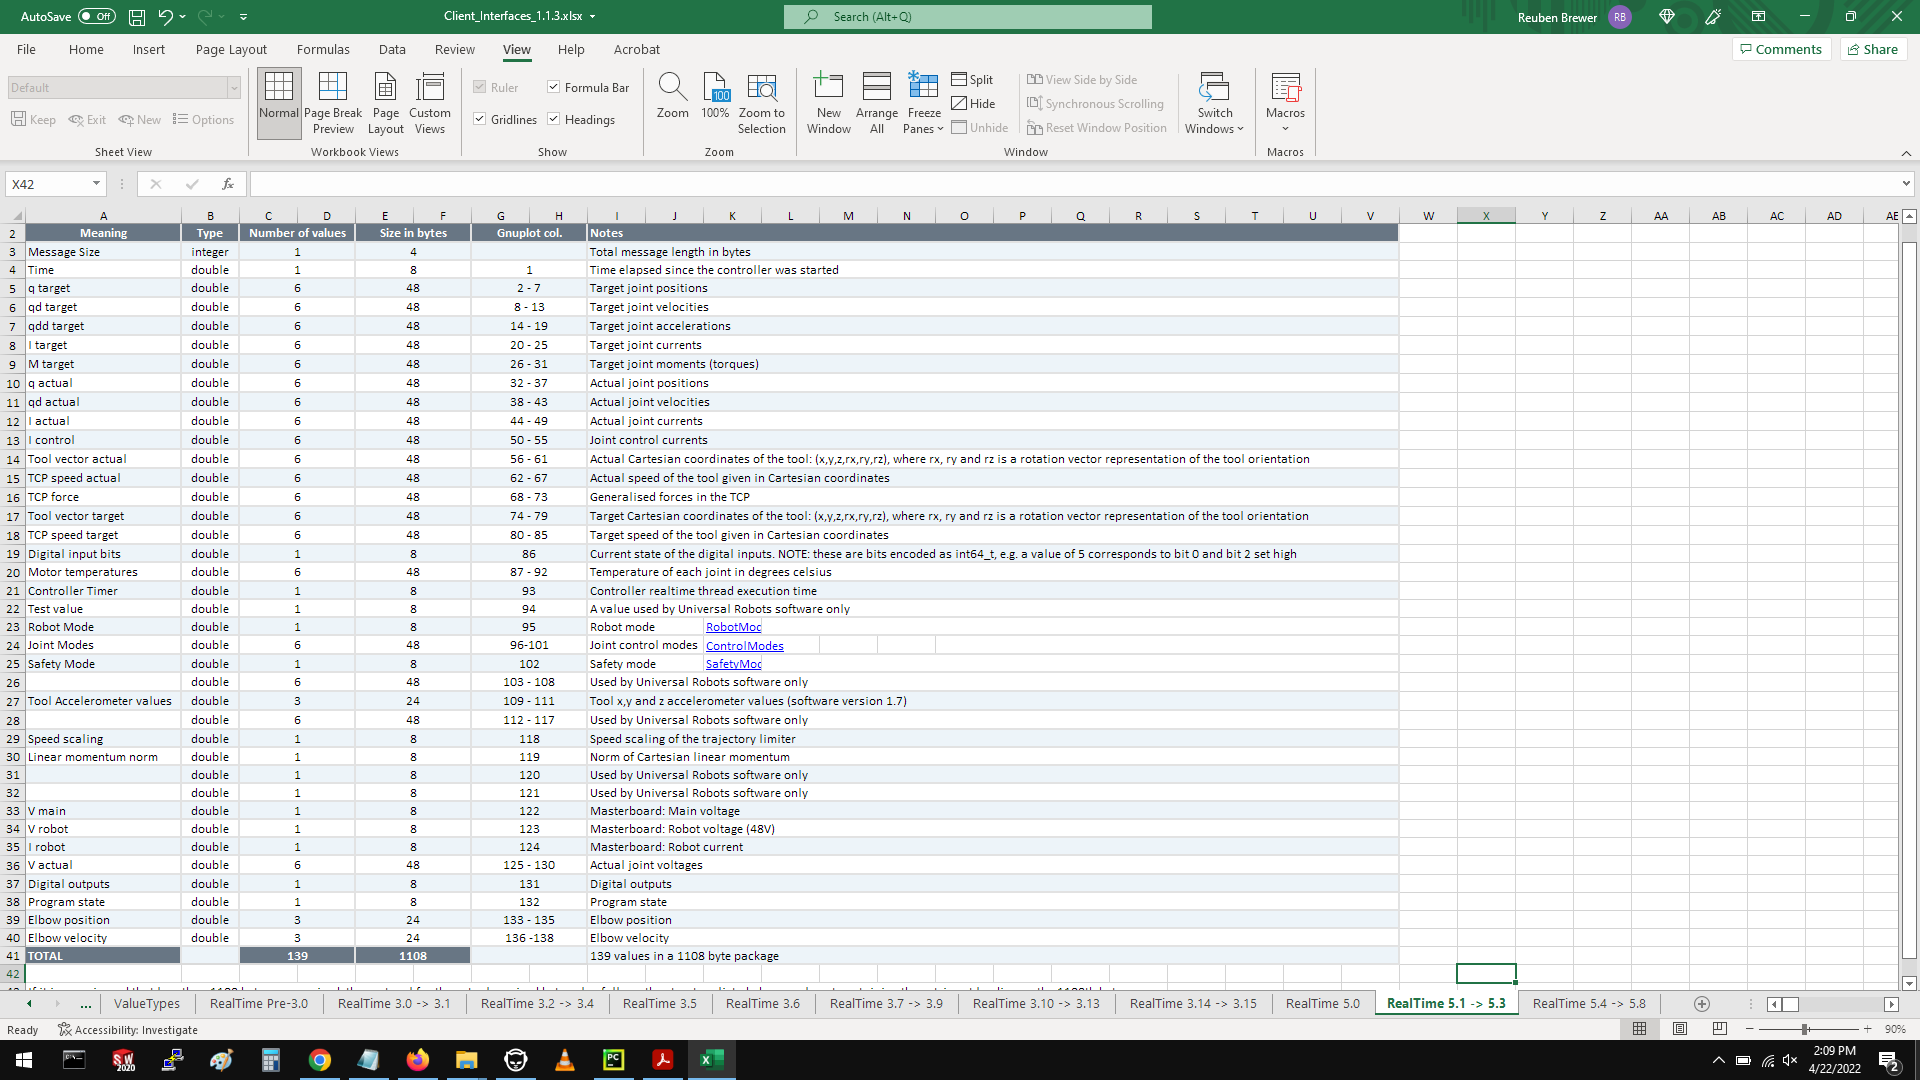 AutoSave Off Client_Interfaces_1.1.3.xlsx Search (Alt+Q) Reuben Brewer RB
File Home Insert Page Layout Formulas Data Review View Help Acrobat Comments Share
Default Normal Page Break Preview Page Layout Custom Views Ruler Formula Bar Zoom 100 100% Zoom to Selection New Window Arrange All Freeze Panes Split View Side by Side Switch Windows Macros
Keep Exit New Options Gridlines Headings Hide Synchronous Scrolling
Unhide Reset Window Position
Sheet View Workbook Views Show Zoom Window Macros
X42 fx
A B C D E F G H I J K L M N O P Q R S T U V W X Y Z AA AB AC AD AE
2 Meaning Type Number of values Size in bytes Gnuplot col. Notes
3 Message Size integer 1 4 Total message length in bytes
4 Time double 1 8 1 Time elapsed since the controller was started
5 q target double 6 48 2 - 7 Target joint positions
6 qd target double 6 48 8 - 13 Target joint velocities
7 qdd target double 6 48 14 - 19 Target joint accelerations
8 I target double 6 48 20 - 25 Target joint currents
9 M target double 6 48 26 - 31 Target joint moments (torques)
10 q actual double 6 48 32 - 37 Actual joint positions
11 qd actual double 6 48 38 - 43 Actual joint velocities
12 I actual double 6 48 44 - 49 Actual joint currents
13 I control double 6 48 50 - 55 Joint control currents
14 Tool vector actual double 6 48 56 - 61 Actual Cartesian coordinates of the tool: (x,y,z,rx,ry,rz), where rx, ry and rz is a rotation vector representation of the tool orientation
15 TCP speed actual double 6 48 62 - 67 Actual speed of the tool given in Cartesian coordinates
16 TCP force double 6 48 68 - 73 Generalised forces in the TCP
17 Tool vector target double 6 48 74 - 79 Target Cartesian coordinates of the tool: (x,y,z,rx,ry,rz), where rx, ry and rz is a rotation vector representation of the tool orientation
18 TCP speed target double 6 48 80 - 85 Target speed of the tool given in Cartesian coordinates
19 Digital input bits double 1 8 86 Current state of the digital inputs. NOTE: these are bits encoded as int64_t, e.g. a value of 5 corresponds to bit 0 and bit 2 set high
20 Motor temperatures double 6 48 87 - 92 Temperature of each joint in degrees celsius
21 Controller Timer double 1 8 93 Controller realtime thread execution time
22 Test value double 1 8 94 A value used by Universal Robots software only
23 Robot Mode double 1 8 95 Robot mode RobotMod
24 Joint Modes double 6 48 96-101 Joint control modes ControlModes
25 Safety Mode double 1 8 102 Safety mode SafetyMod
26 double 6 48 103 - 108 Used by Universal Robots software only
27 Tool Accelerometer values double 3 24 109 - 111 Tool x,y and z accelerometer values (software version 1.7)
28 double 6 48 112 - 117 Used by Universal Robots software only
29 Speed scaling double 1 8 118 Speed scaling of the trajectory limiter
30 Linear momentum norm double 1 8 119 Norm of Cartesian linear momentum
31 double 1 8 120 Used by Universal Robots software only
32 double 1 8 121 Used by Universal Robots software only
33 V main double 1 8 122 Masterboard: Main voltage
34 V robot double 1 8 123 Masterboard: Robot voltage (48V)
35 I robot double 1 8 124 Masterboard: Robot current
36 V actual double 6 48 125 - 130 Actual joint voltages
37 Digital outputs double 1 8 131 Digital outputs
38 Program state double 1 8 132 Program state
39 Elbow position double 3 24 133 - 135 Elbow position
40 Elbow velocity double 3 24 136 -138 Elbow velocity
41 TOTAL 139 1108 139 values in a 1108 byte package
42
... ValueTypes RealTime Pre-3.0 RealTime 3.0 -> 3.1 RealTime 3.2 -> 3.4 RealTime 3.5 RealTime 3.6 RealTime 3.7 -> 3.9 RealTime 3.10 -> 3.13 RealTime 3.14 -> 3.15 RealTime 5.0 RealTime 5.1 -> 5.3 RealTime 5.4 -> 5.8
Ready Accessibility: Investigate 90%
SW 2020 PC 2:09 PM
4/22/2022 2